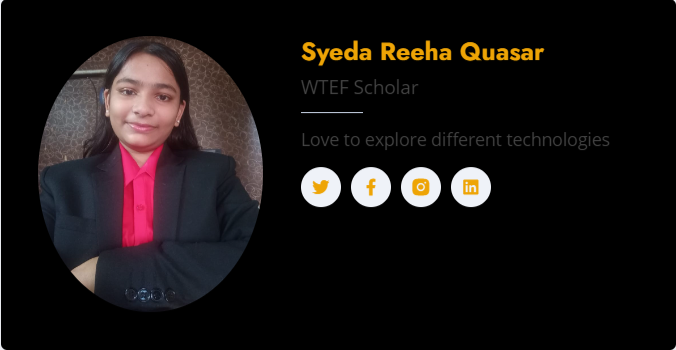 Syeda Reeha Quasar
WTEF Scholar
Love to explore different technologies